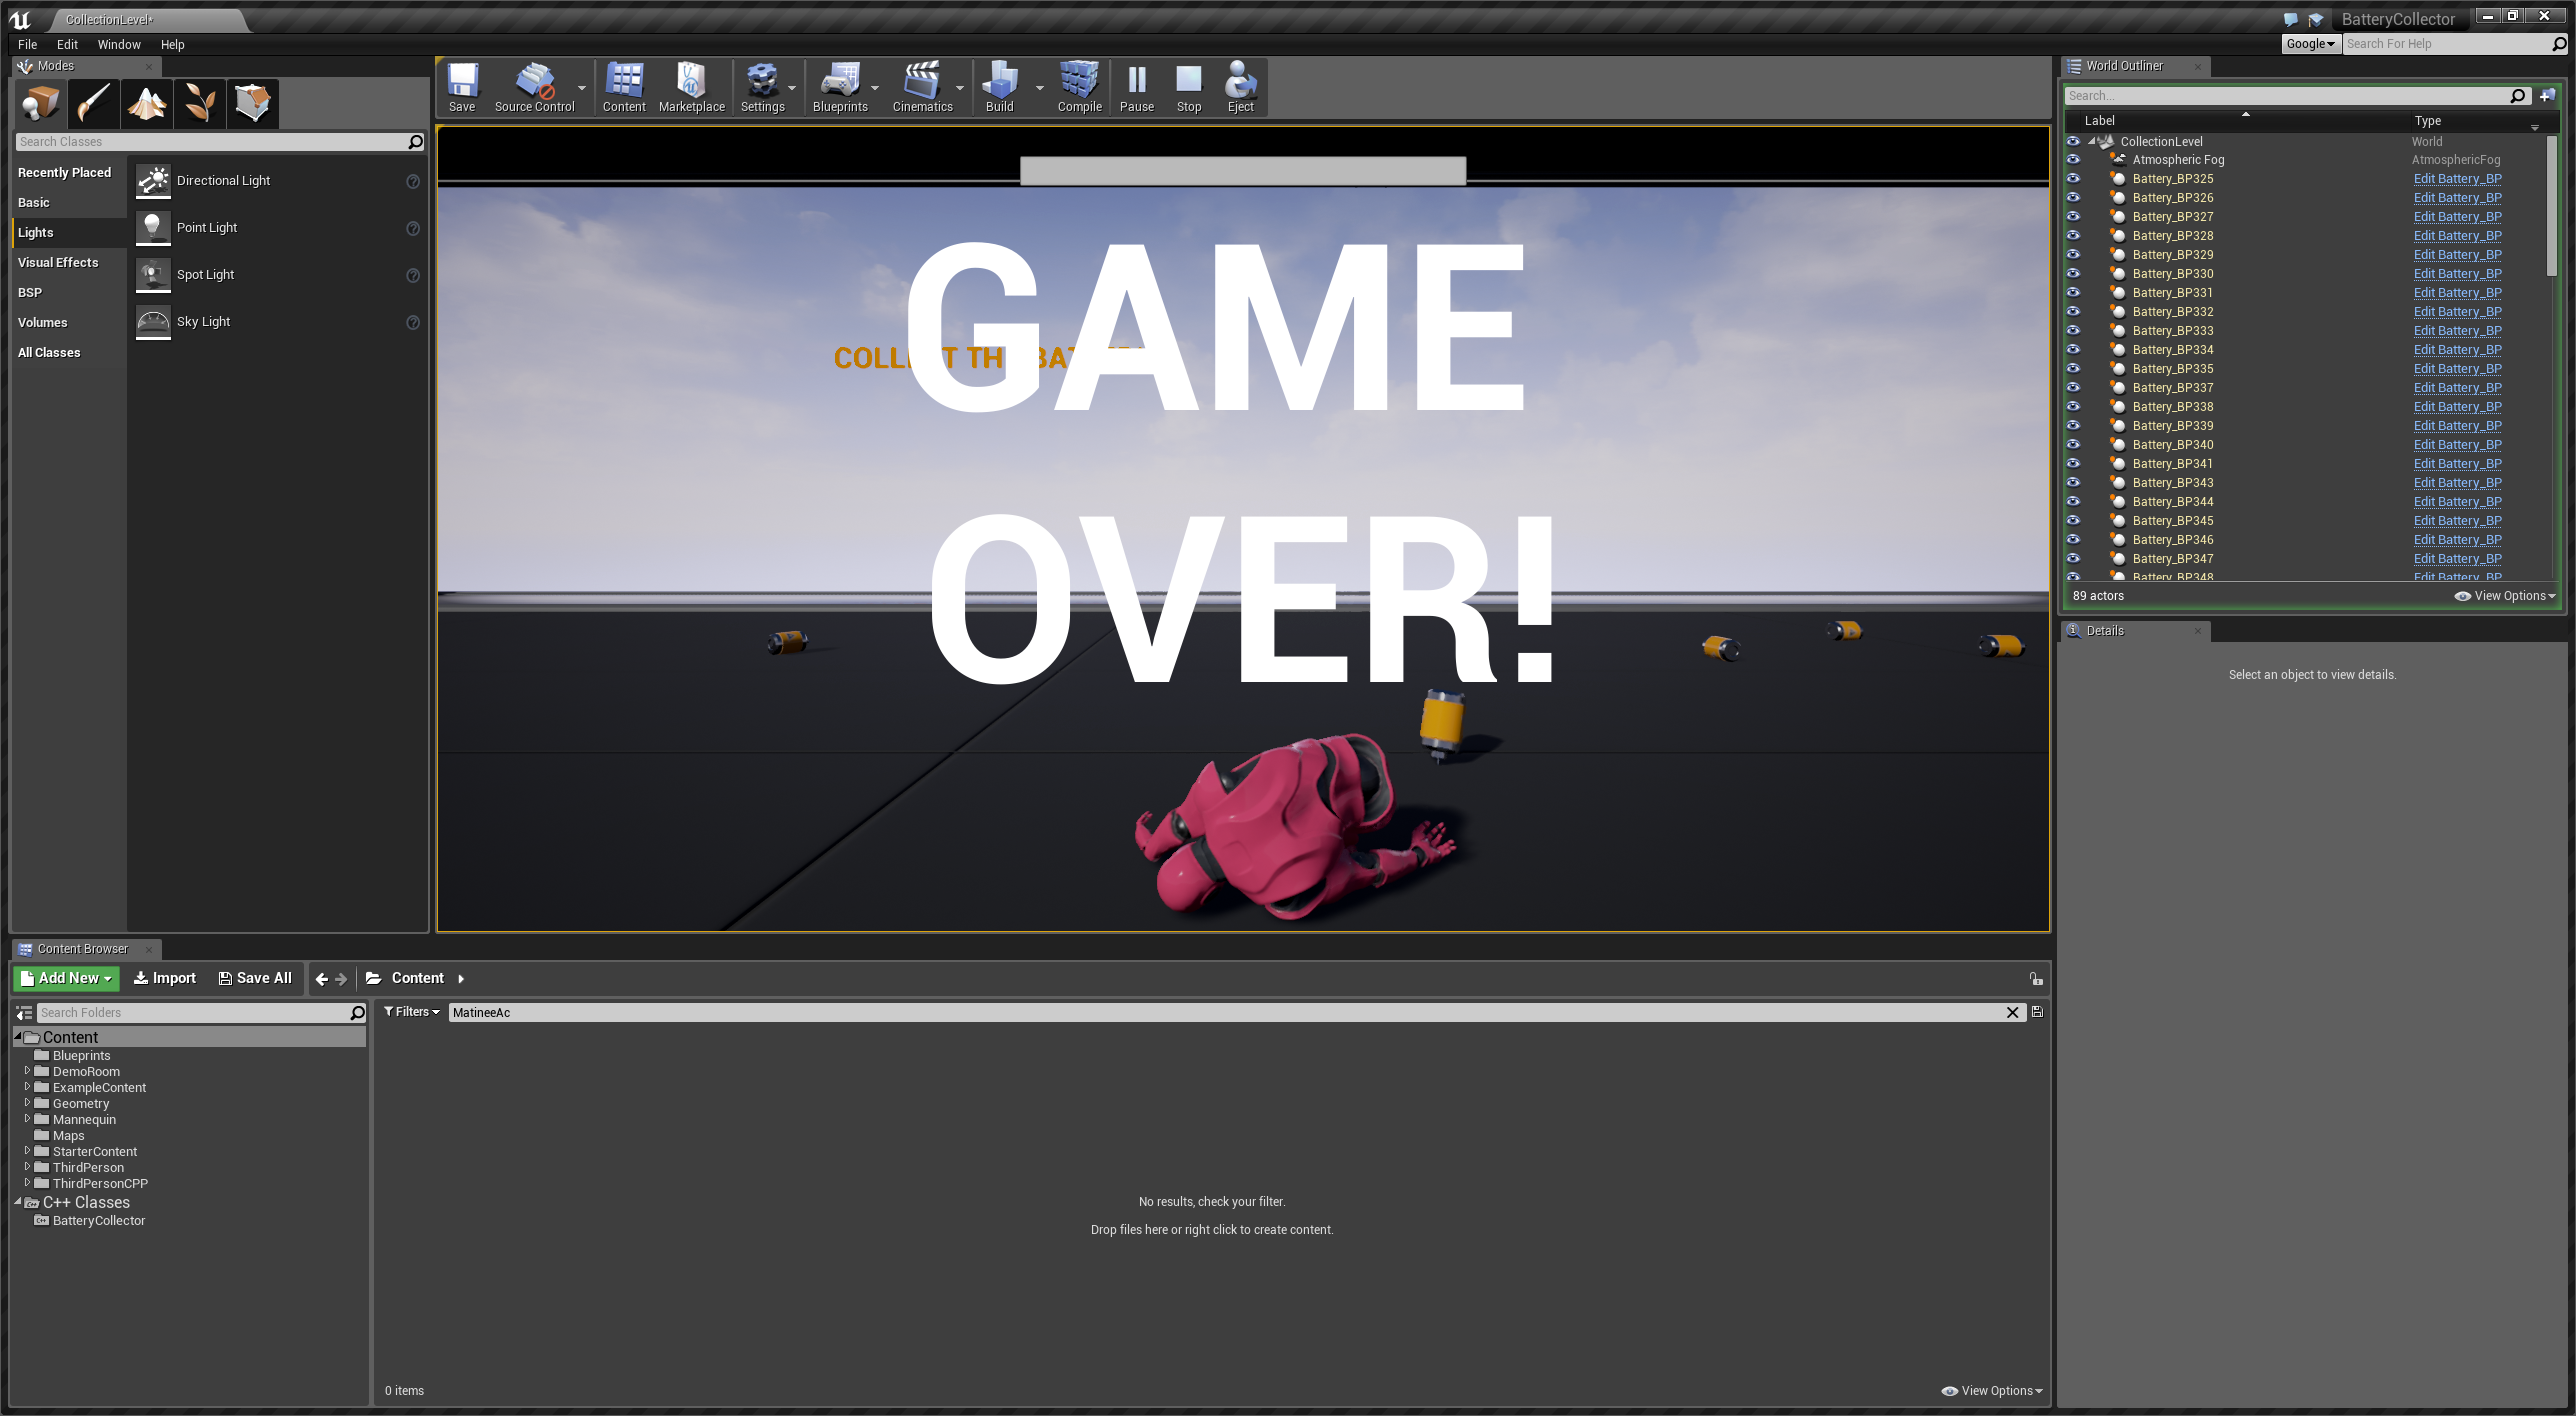 CollectionLevel*
BatteryCollector
File Edit Window Help
Google
Search For Help
Modes
Search Classes
Recently Placed
Basic
Lights
Visual Effects
BSP
Volumes
All Classes
Directional Light
Point Light
Spot Light
Sky Light
Save
Source Control
Content
Marketplace
Settings
Blueprints
Cinematics
Build
Compile
Pause
Stop
Eject
GAME
OVER!
World Outliner
Search...
Label Type
CollectionLevel World
Atmospheric Fog AtmosphericFog
Battery_BP325 Edit Battery_BP
Battery_BP326 Edit Battery_BP
Battery_BP327 Edit Battery_BP
Battery_BP328 Edit Battery_BP
Battery_BP329 Edit Battery_BP
Battery_BP330 Edit Battery_BP
Battery_BP331 Edit Battery_BP
Battery_BP332 Edit Battery_BP
Battery_BP333 Edit Battery_BP
Battery_BP334 Edit Battery_BP
Battery_BP335 Edit Battery_BP
Battery_BP337 Edit Battery_BP
Battery_BP338 Edit Battery_BP
Battery_BP339 Edit Battery_BP
Battery_BP340 Edit Battery_BP
Battery_BP341 Edit Battery_BP
Battery_BP343 Edit Battery_BP
Battery_BP344 Edit Battery_BP
Battery_BP345 Edit Battery_BP
Battery_BP346 Edit Battery_BP
Battery_BP347 Edit Battery_BP
Battery_BP348 Edit Battery_BP
89 actors View Options
Details
Select an object to view details.
Content Browser
Add New Import Save All Content
Search Folders
Content
Blueprints
DemoRoom
ExampleContent
Geometry
Mannequin
Maps
StarterContent
ThirdPerson
ThirdPersonCPP
C++ Classes
BatteryCollector
Filters MatineeAc
No results, check your filter.
Drop files here or right click to create content.
0 items View Options